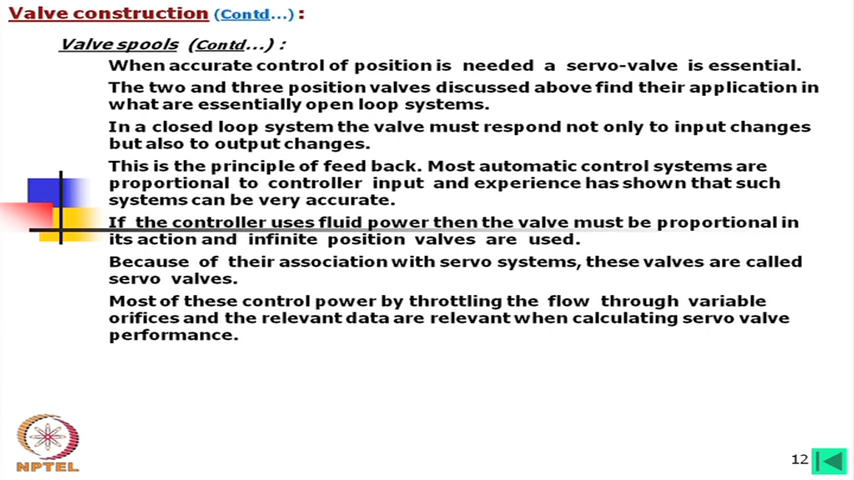 Valve construction (Contd…) :
Valve spools (Contd…) :
When accurate control of position is needed a servo-valve is essential.
The two and three position valves discussed above find their application in
what are essentially open loop systems.
In a closed loop system the valve must respond not only to input changes
but also to output changes.
This is the principle of feed back. Most automatic control systems are
proportional to controller input and experience has shown that such
systems can be very accurate.
If the controller uses fluid power then the valve must be proportional in
its action and infinite position valves are used.
Because of their association with servo systems, these valves are called
servo valves.
Most of these control power by throttling the flow through variable
orifices and the relevant data are relevant when calculating servo valve
performance.
NPTEL
12